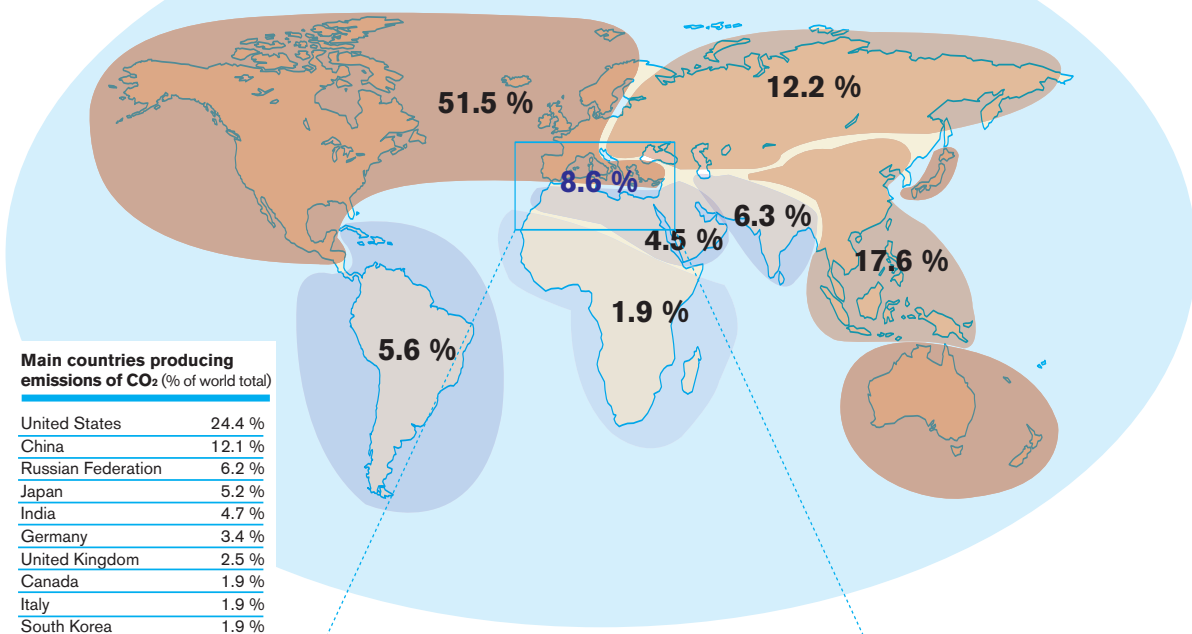 51.5 %
12.2 %
8.6 %
6.3 %
4.5 %
17.6 %
1.9 %
5.6 %
Main countries producing
emissions of CO₂ (% of world total)
United States 24.4 %
China 12.1 %
Russian Federation 6.2 %
Japan 5.2 %
India 4.7 %
Germany 3.4 %
United Kingdom 2.5 %
Canada 1.9 %
Italy 1.9 %
South Korea 1.9 %